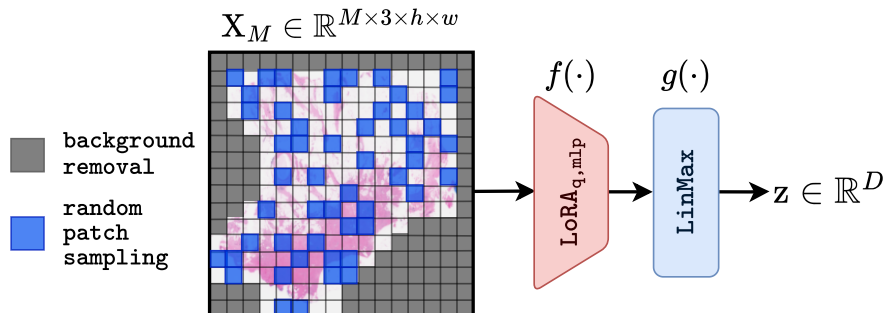 X_M ∈ ℝ^{M×3×h×w}
f(·)
g(·)
background
removal
random
patch
sampling
LoRA_{q,mlp}
LinMax
z ∈ ℝ^D